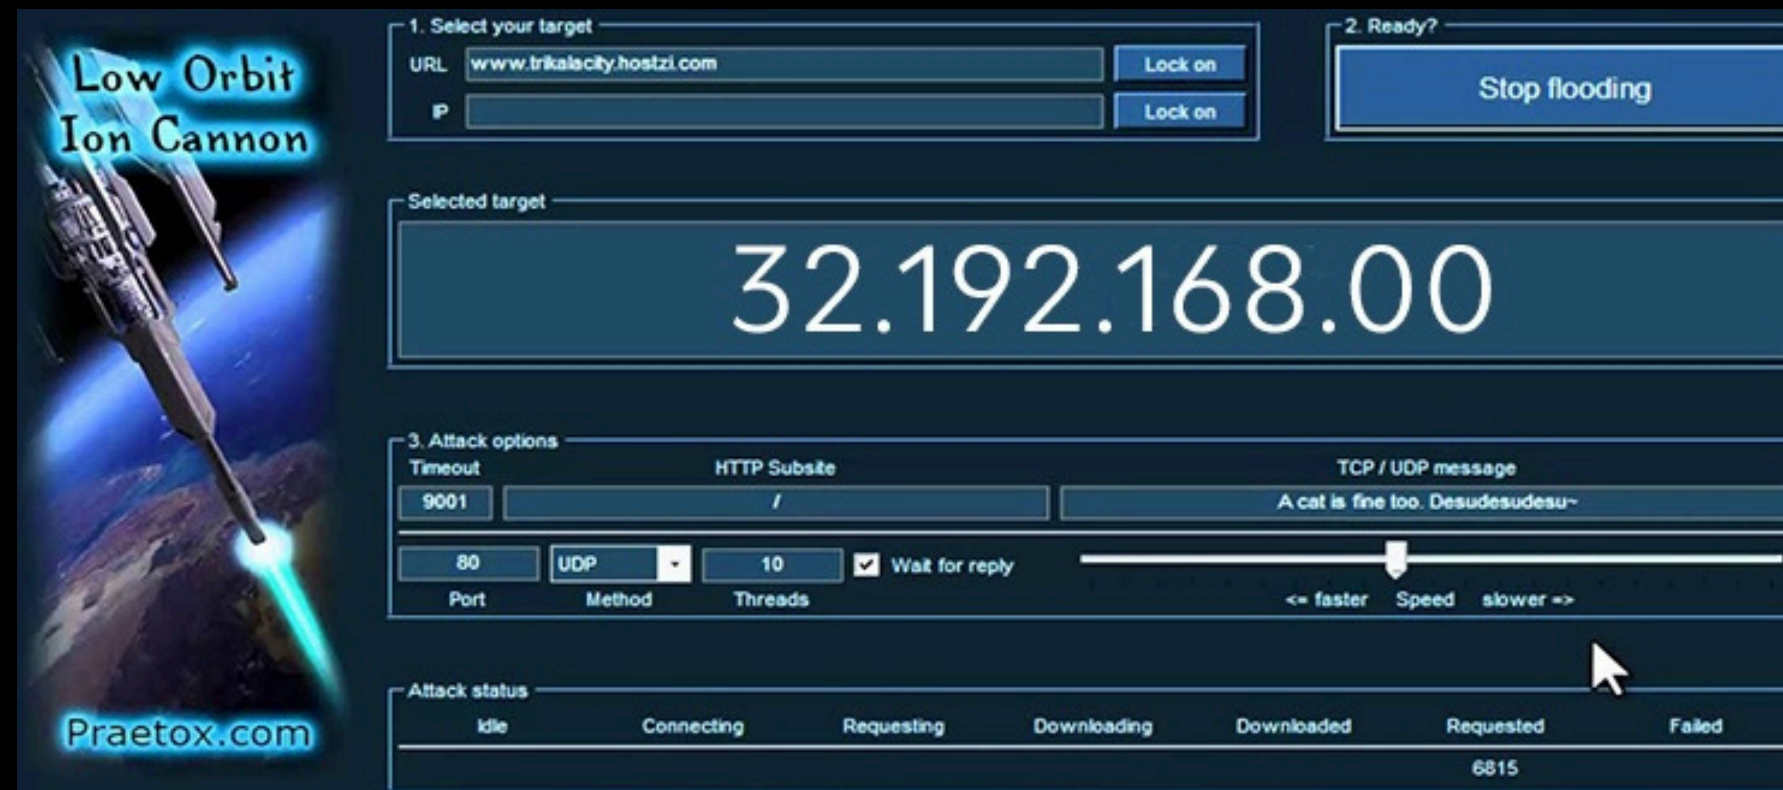 Low Orbit
Ion Cannon
Praetox.com
1. Select your target
URL www.trikalacity.hostzi.com Lock on
IP Lock on
2. Ready?
Stop flooding
Selected target
32.192.168.00
3. Attack options
Timeout HTTP Subsite TCP / UDP message
9001 / A cat is fine too. Desudesudesu~
80 UDP 10 Wait for reply
Port Method Threads <= faster Speed slower =>
Attack status
Idle Connecting Requesting Downloading Downloaded Requested Failed
6815